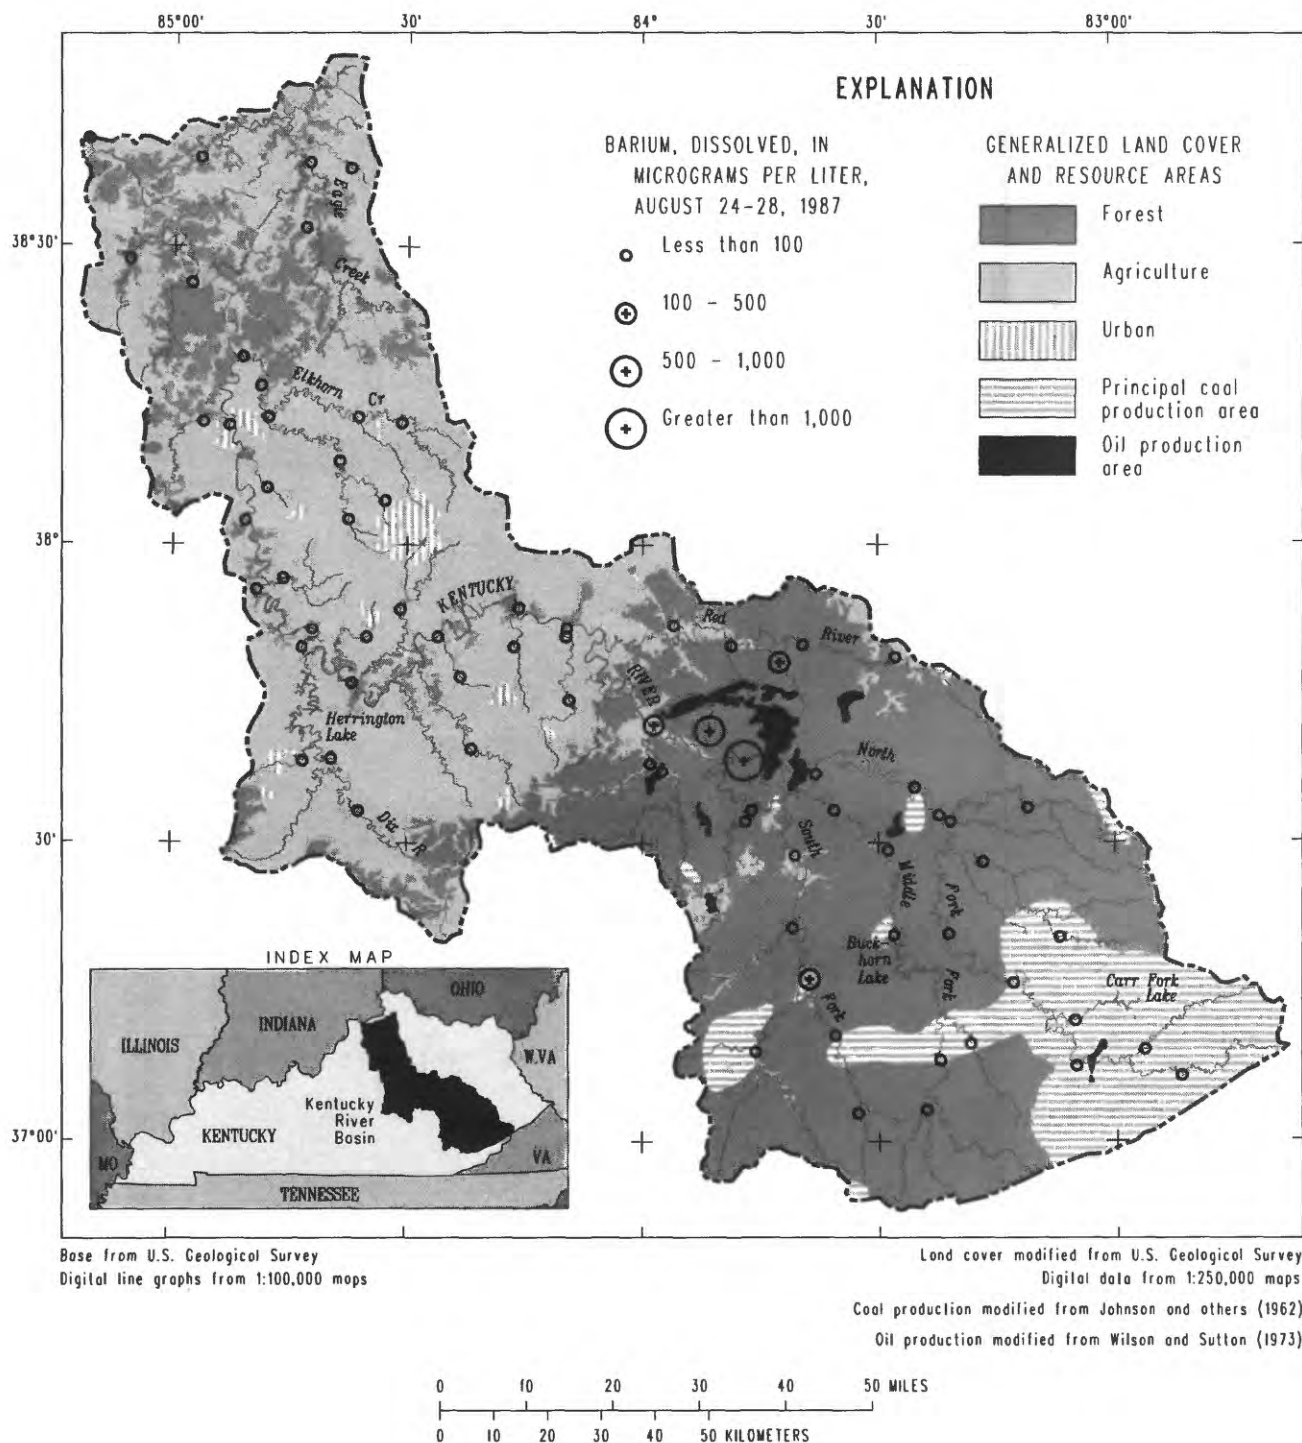 85°00'
30'
84°
30'
83°00'
EXPLANATION
BARIUM, DISSOLVED, IN
MICROGRAMS PER LITER,
AUGUST 24-28, 1987
Less than 100
100 - 500
500 - 1,000
Greater than 1,000
GENERALIZED LAND COVER
AND RESOURCE AREAS
Forest
Agriculture
Urban
Principal coal
production area
Oil production
area
38°30'
38°
30'
37°00'
Eagle
Creek
Elkhorn
Cr
KENTUCKY
RIVER
Red
River
Herrington
Lake
Dix
R
North
Fork
South
Fork
Middle
Fork
Buck-
horn
Lake
Carr Fork
Lake
INDEX MAP
OHIO
INDIANA
ILLINOIS
W.VA
Kentucky
River
Basin
KENTUCKY
MO
VA
TENNESSEE
Base from U.S. Geological Survey
Digital line graphs from 1:100,000 maps
Land cover modified from U.S. Geological Survey
Digital data from 1:250,000 maps
Coal production modified from Johnson and others (1962)
Oil production modified from Wilson and Sutton (1973)
0 10 20 30 40 50 MILES
0 10 20 30 40 50 KILOMETERS